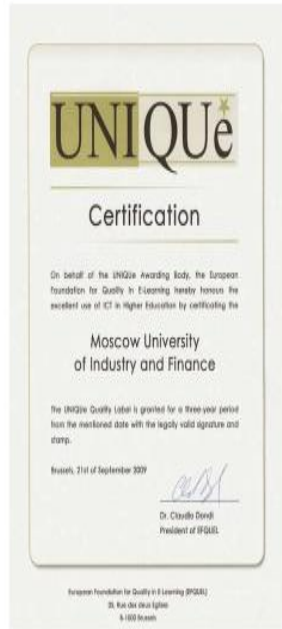 UNIQUe
Certification
On behalf of the UNIQUe Awarding Body, the European
Foundation for Quality in E-Learning hereby honours the
excellent use of ICT in Higher Education by certificating the
Moscow University
of Industry and Finance
The UNIQUe Quality Label is granted for a three-year period
from the mentioned date with the legally valid signature and
stamp.
Brussels, 21st of September 2009
Dr. Claudio Dondi
President of EFQUEL
European Foundation for Quality in E-Learning (EFQUEL)
35, Rue des deux Eglises
B-1000 Brussels